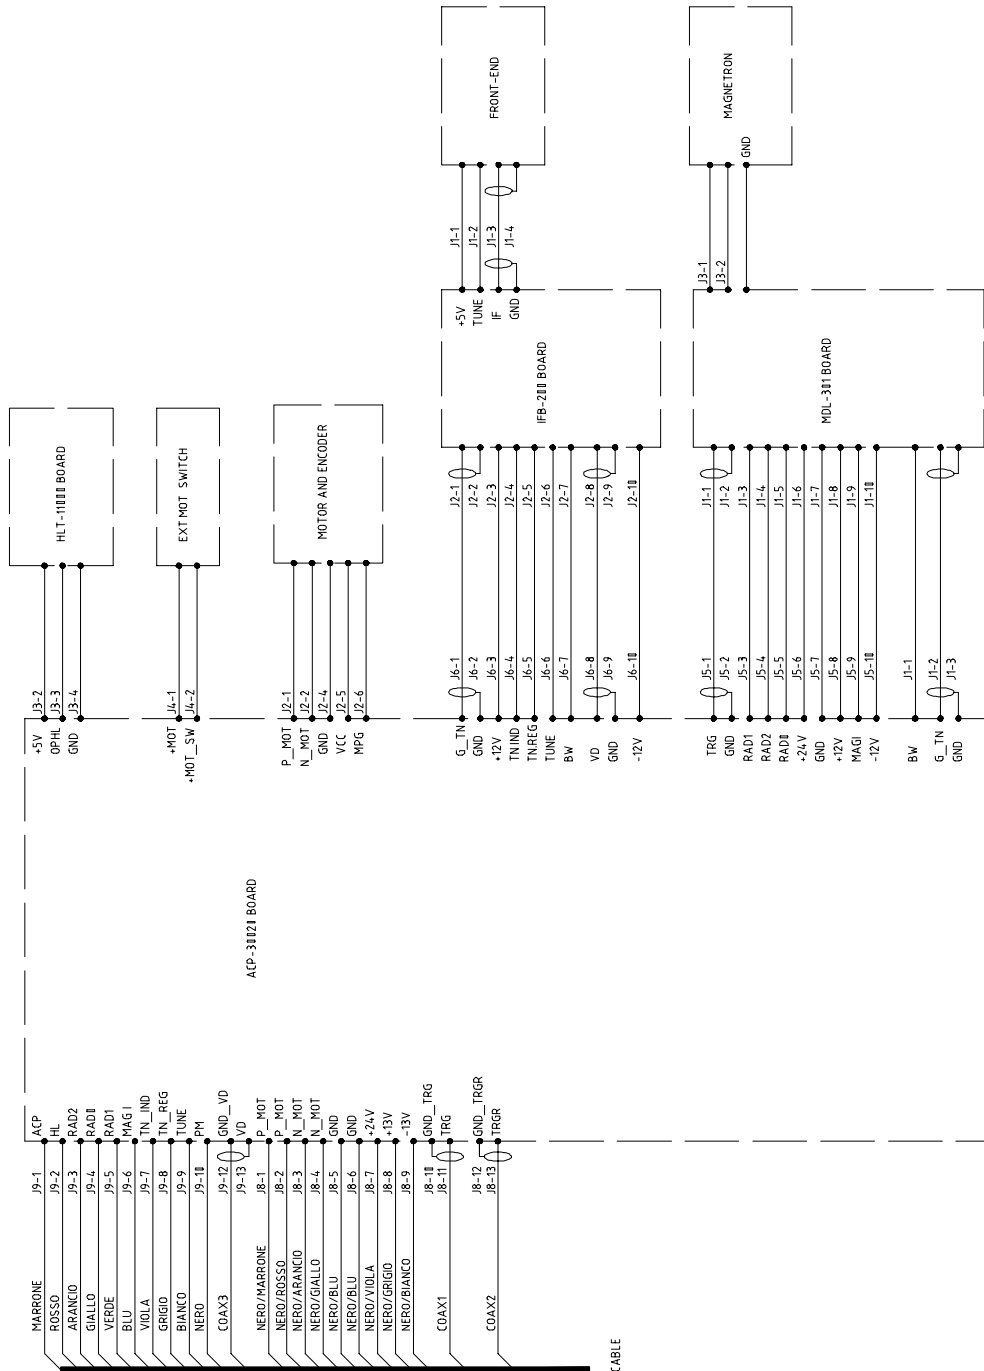 FRONT-END
MAGNETRON
GND
J1-1
J1-2
J1-3
J1-4
J3-1
J3-2
+5V
TUNE
IF
GND
IFB-200 BOARD
MDL-301 BOARD
HLT-11000 BOARD
EXT MOT SWITCH
MOTOR AND ENCODER
J2-1
J2-2
J2-3
J2-4
J2-5
J2-6
J2-7
J2-8
J2-9
J2-10
J1-1
J1-2
J1-3
J1-4
J1-5
J1-6
J1-7
J1-8
J1-9
J1-10
J1-1
J1-2
J1-3
J3-2
J3-3
J3-4
J4-1
J4-2
J2-1
J2-2
J2-4
J2-5
J2-6
J6-1
J6-2
J6-3
J6-4
J6-5
J6-6
J6-7
J6-8
J6-9
J6-10
J5-1
J5-2
J5-3
J5-4
J5-5
J5-6
J5-7
J5-8
J5-9
J5-10
J1-1
J1-2
J1-3
+5V
OPHL
GND
+MOT
+MOT_SW
P_MOT
N_MOT
GND
VCC
MPG
G_TN
GND
+12V
TN.IND
TN.REG
TUNE
BW
VD
GND
-12V
TRG
GND
RAD1
RAD2
RAD0
+24V
GND
+12V
MAGI
-12V
BW
G_TN
GND
ACP-30020 BOARD
ACP
HL
RAD2
RAD0
RAD1
MAG I
TN_IND
TN_REG
TUNE
PM
GND_VD
VD
P_MOT
P_MOT
N_MOT
N_MOT
GND
GND
+24V
+13V
-13V
GND_TRG
TRG
GND_TRGR
TRGR
J9-1
J9-2
J9-3
J9-4
J9-5
J9-6
J9-7
J9-8
J9-9
J9-10
J9-12
J9-13
J8-1
J8-2
J8-3
J8-4
J8-5
J8-6
J8-7
J8-8
J8-9
J8-10
J8-11
J8-12
J8-13
MARRONE
ROSSO
ARANCIO
GIALLO
VERDE
BLU
VIOLA
GRIGIO
BIANCO
NERO
COAX3
NERO/MARRONE
NERO/ROSSO
NERO/ARANCIO
NERO/GIALLO
NERO/BLU
NERO/BLU
NERO/VIOLA
NERO/GRIGIO
NERO/BIANCO
COAX1
COAX2
CABLE